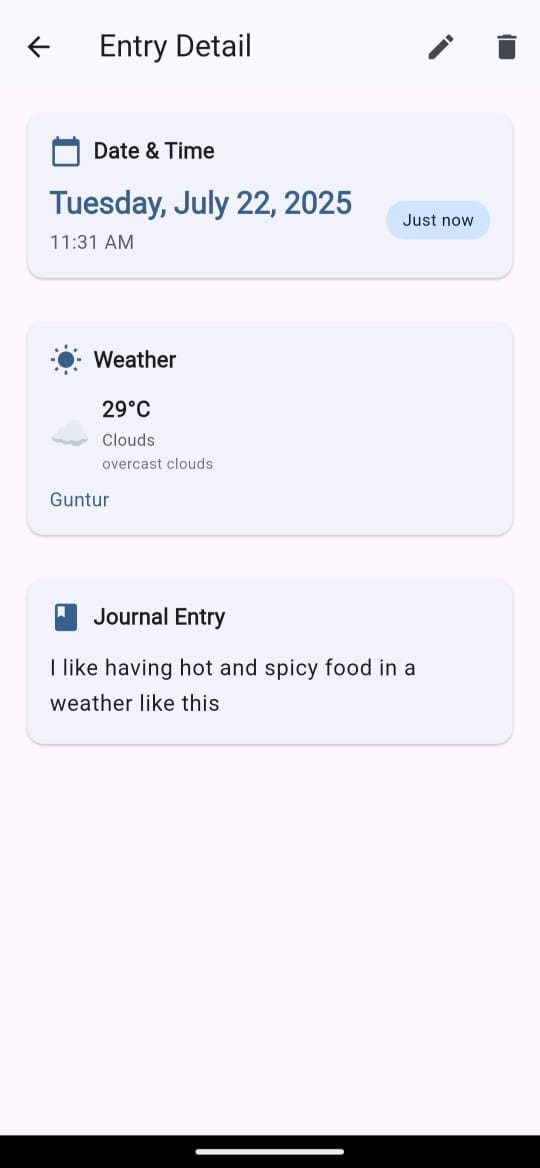 Entry Detail
Date & Time
Tuesday, July 22, 2025
11:31 AM
Just now
Weather
29°C
Clouds
overcast clouds
Guntur
Journal Entry
I like having hot and spicy food in a
weather like this